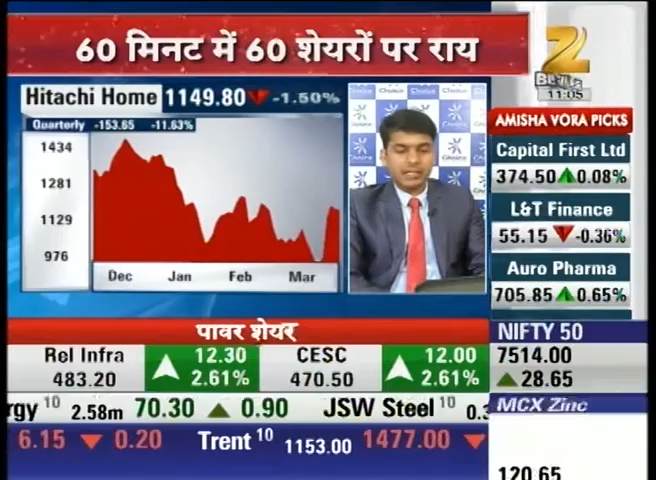 60 मिनट में 60 शेयरों पर राय
Z
11:05
Hitachi Home 1149.80 -1.50%
Quarterly -153.65 -11.63%
1434
1281
1129
976
Dec Jan Feb Mar
Choice
AMISHA VORA PICKS
Capital First Ltd
374.50 0.08%
L&T Finance
55.15 -0.36%
Auro Pharma
705.85 0.65%
पावर शेयर
Rel Infra 12.30
483.20 2.61%
CESC 12.00
470.50 2.61%
NIFTY 50
7514.00
28.65
MCX Zinc
120.65
rgy 10 2.58m 70.30 0.90 JSW Steel 10 0.3
6.15 0.20 Trent 10 1153.00 1477.00